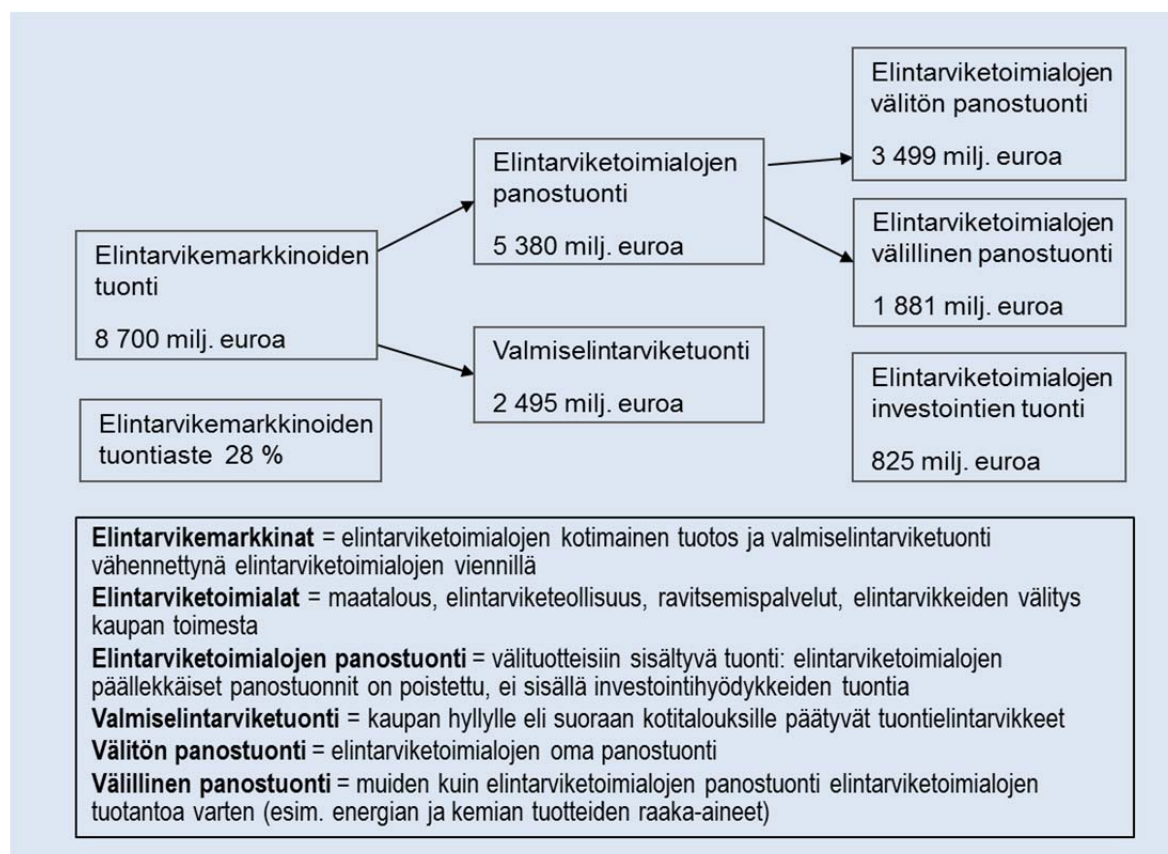 Elintarviketoimialojen
välitön panostuonti
3 499 milj. euroa
Elintarviketoimialojen
panostuonti
5 380 milj. euroa
Elintarviketoimialojen
välillinen panostuonti
1 881 milj. euroa
Elintarvikemarkkinoiden
tuonti
8 700 milj. euroa
Valmiselintarviketuonti
2 495 milj. euroa
Elintarviketoimialojen
investointien tuonti
825 milj. euroa
Elintarvikemarkkinoiden
tuontiaste 28 %
Elintarvikemarkkinat = elintarviketoimialojen kotimainen tuotos ja valmiselintarviketuonti
vähennettynä elintarviketoimialojen viennillä
Elintarviketoimialat = maatalous, elintarviketeollisuus, ravitsemispalvelut, elintarvikkeiden välitys
kaupan toimesta
Elintarviketoimialojen panostuonti = välituotteisiin sisältyvä tuonti: elintarviketoimialojen
päällekkäiset panostuonnit on poistettu, ei sisällä investointihyödykkeiden tuontia
Valmiselintarviketuonti = kaupan hyllylle eli suoraan kotitalouksille päätyvät tuontielintarvikkeet
Välitön panostuonti = elintarviketoimialojen oma panostuonti
Välillinen panostuonti = muiden kuin elintarviketoimialojen panostuonti elintarviketoimialojen
tuotantoa varten (esim. energian ja kemian tuotteiden raaka-aineet)